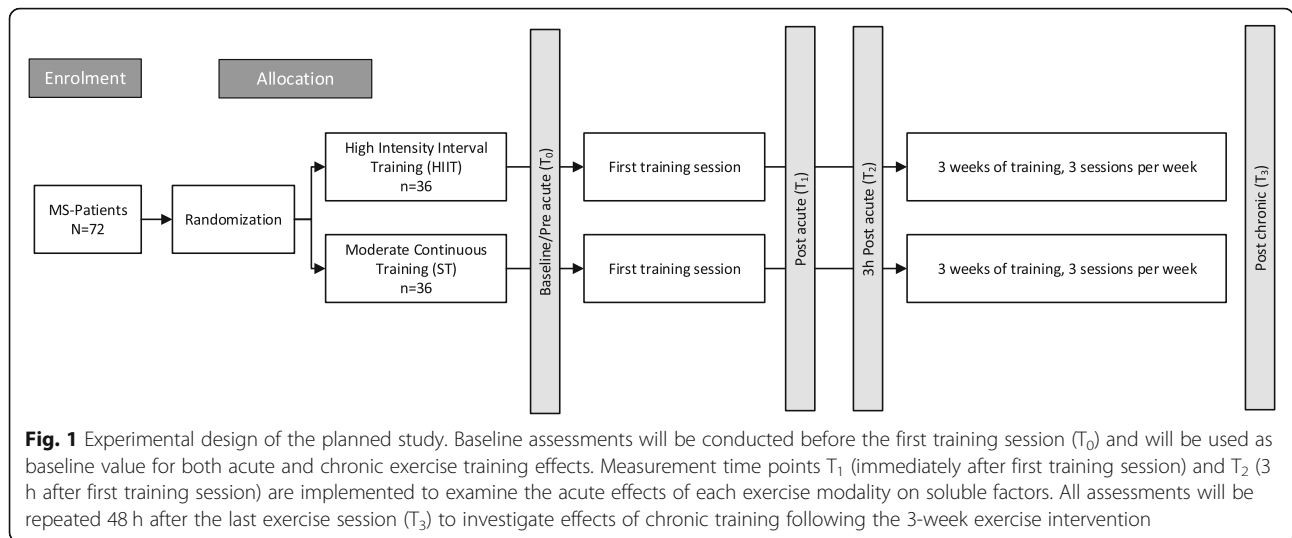 Enrolment
Allocation
MS-Patients
N=72
Randomization
High Intensity Interval
Training (HIIT)
n=36
Moderate Continuous
Training (ST)
n=36
Baseline/Pre acute (T₀)
First training session
First training session
Post acute (T₁)
3h Post acute (T₂)
3 weeks of training, 3 sessions per week
3 weeks of training, 3 sessions per week
Post chronic (T₃)
Fig. 1 Experimental design of the planned study. Baseline assessments will be conducted before the first training session (T₀) and will be used as
baseline value for both acute and chronic exercise training effects. Measurement time points T₁ (immediately after first training session) and T₂ (3
h after first training session) are implemented to examine the acute effects of each exercise modality on soluble factors. All assessments will be
repeated 48 h after the last exercise session (T₃) to investigate effects of chronic training following the 3-week exercise intervention